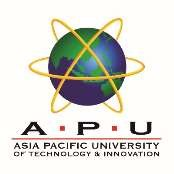 A · P · U
ASIA PACIFIC UNIVERSITY
OF TECHNOLOGY & INNOVATION